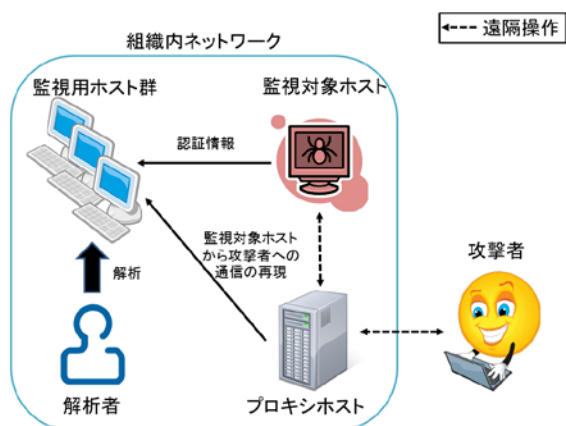 遠隔操作
組織内ネットワーク
監視用ホスト群
監視対象ホスト
認証情報
監視対象ホスト
から攻撃者への
通信の再現
攻撃者
解析
解析者
プロキシホスト